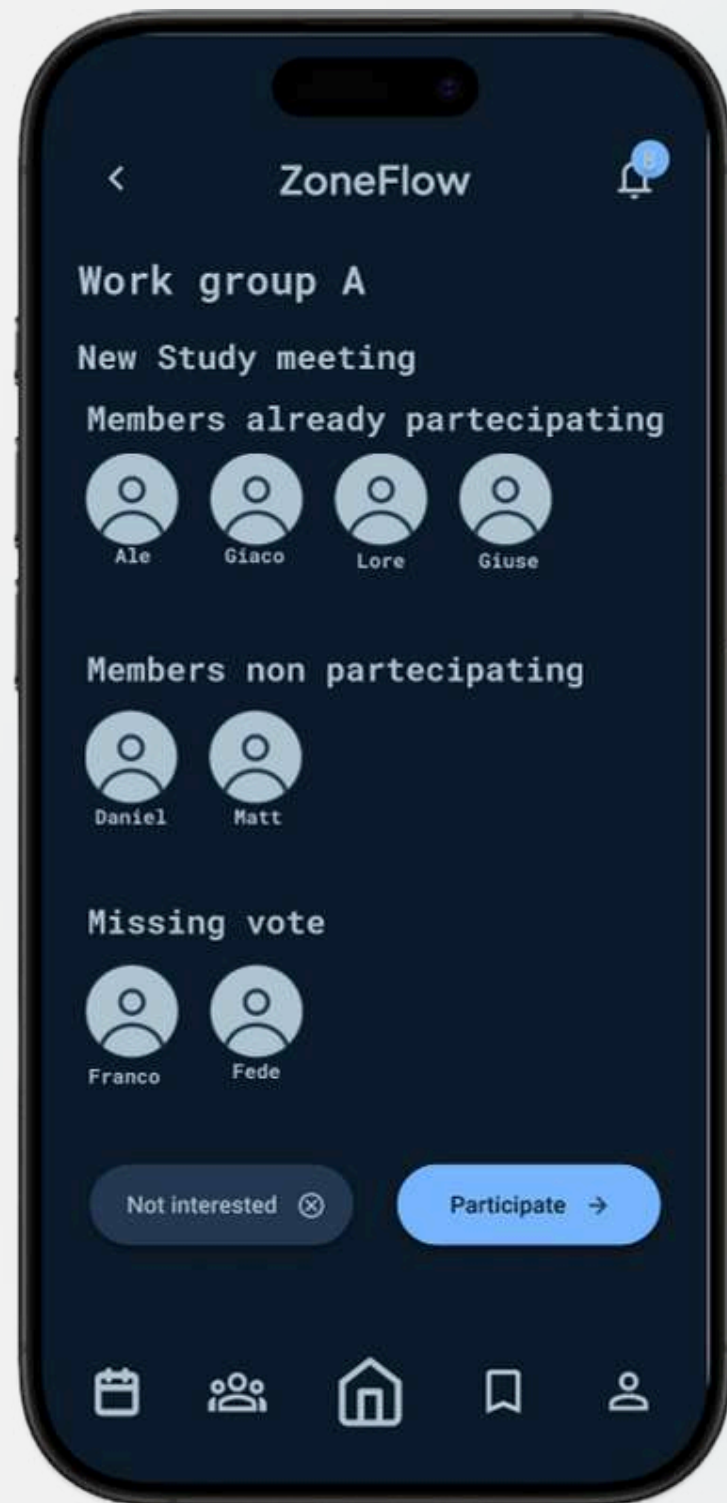 ZoneFlow
Work group A
New Study meeting
Members already partecipating
Ale Giaco Lore Giuse
Members non partecipating
Daniel Matt
Missing vote
Franco Fede
Not interested Participate